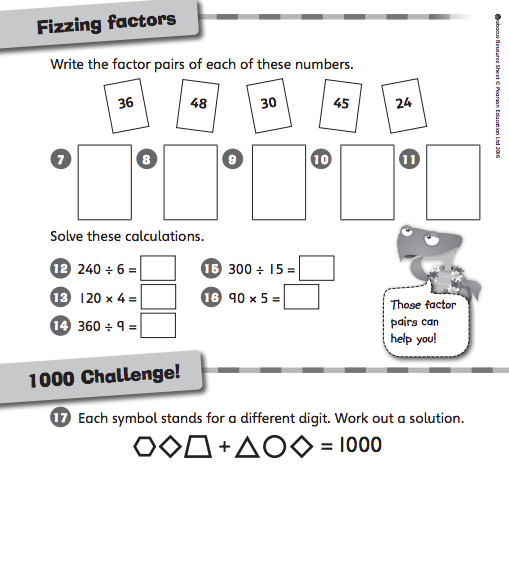 Fizzing factors
Abacus Resource Sheet © Pearson Education Ltd 2016
Write the factor pairs of each of these numbers.
36 48 30 45 24
7 8 9 10 11
Solve these calculations.
12 240 ÷ 6 =
15 300 ÷ 15 =
13 120 × 4 =
16 90 × 5 =
14 360 ÷ 9 =
Those factor
pairs can
help you!
1000 Challenge!
17 Each symbol stands for a different digit. Work out a solution.
+ = 1000